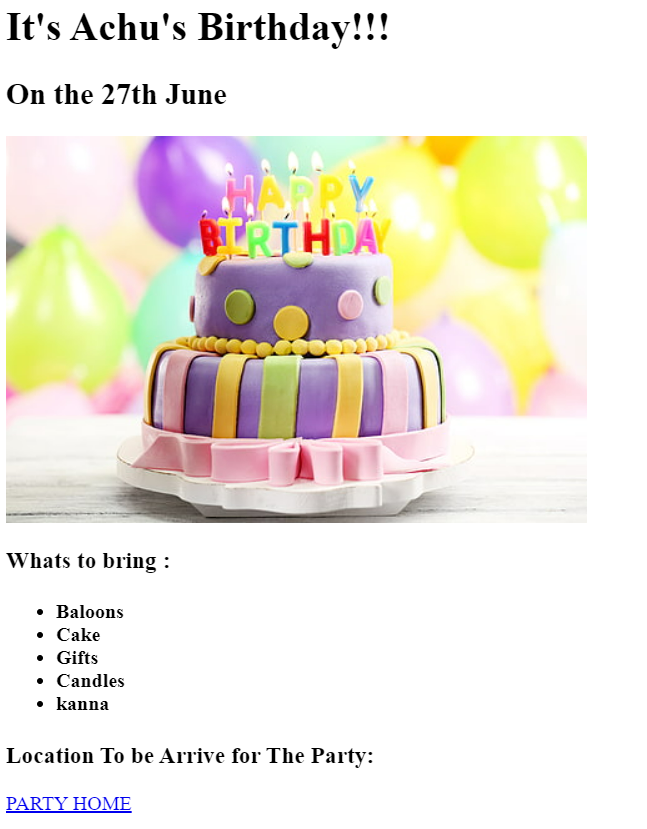 It's Achu's Birthday!!!
On the 27th June
HAPPY
BIRTHDAY
Whats to bring :
Baloons
Cake
Gifts
Candles
kanna
Location To be Arrive for The Party:
PARTY HOME